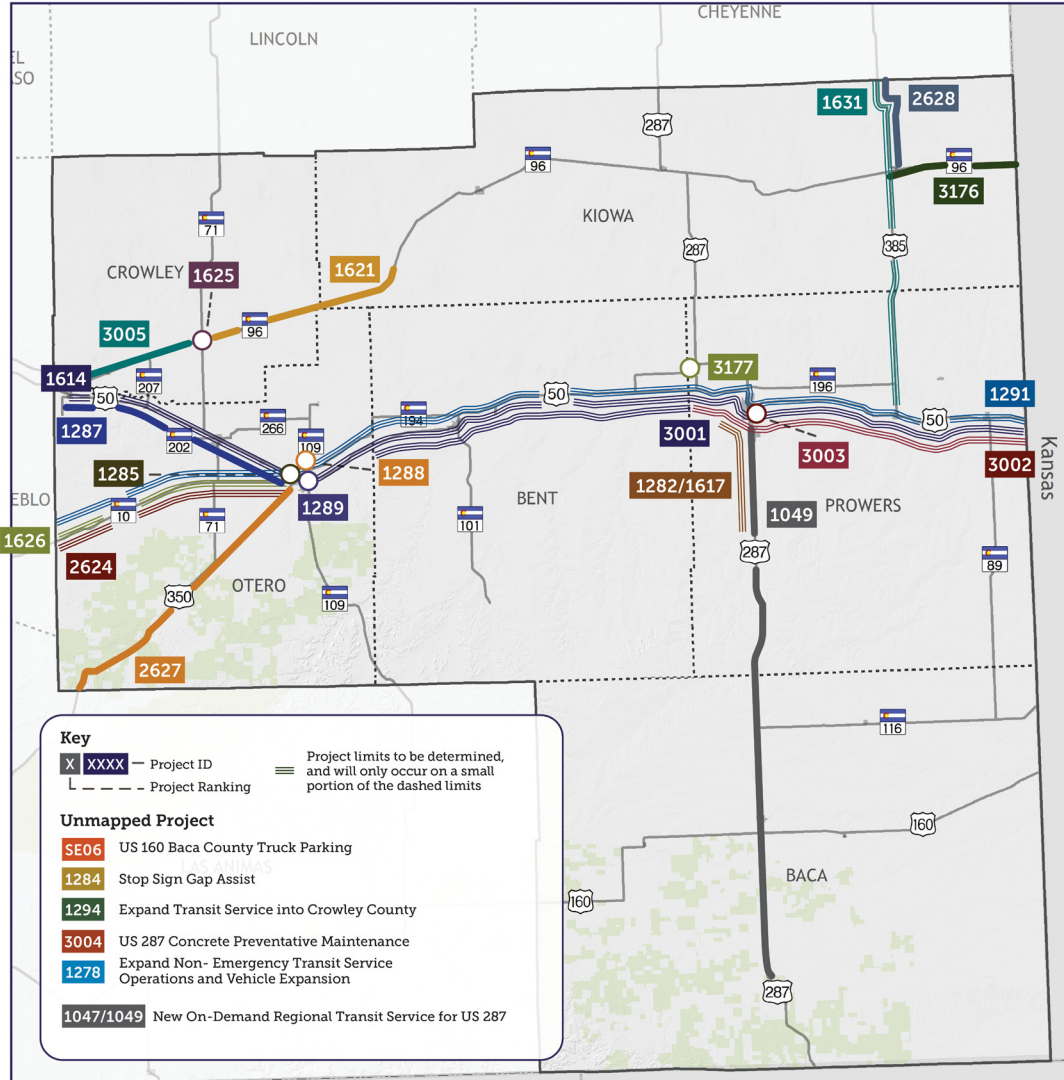 CHEYENNE
LINCOLN
EL
SO
1631
2628
287
96
96
3176
71
KIOWA
287
385
CROWLEY
1625
1621
3005
96
1614
207
3177
196
50
50
1291
1287
266
194
50
202
109
3001
3003
1285
1288
3002
Kansas
1282/1617
EBLO
10
1289
BENT
1049
PROWERS
1626
71
101
2624
287
89
OTERO
350
109
2627
116
Key
X
XXXX
Project ID
Project Ranking
Project limits to be determined,
and will only occur on a small
portion of the dashed limits
Unmapped Project
SE06
US 160 Baca County Truck Parking
LAS ANIMAS
1284
Stop Sign Gap Assist
1294
Expand Transit Service into Crowley County
3004
US 287 Concrete Preventative Maintenance
1278
Expand Non- Emergency Transit Service
Operations and Vehicle Expansion
1047/1049
New On-Demand Regional Transit Service for US 287
160
160
BACA
287